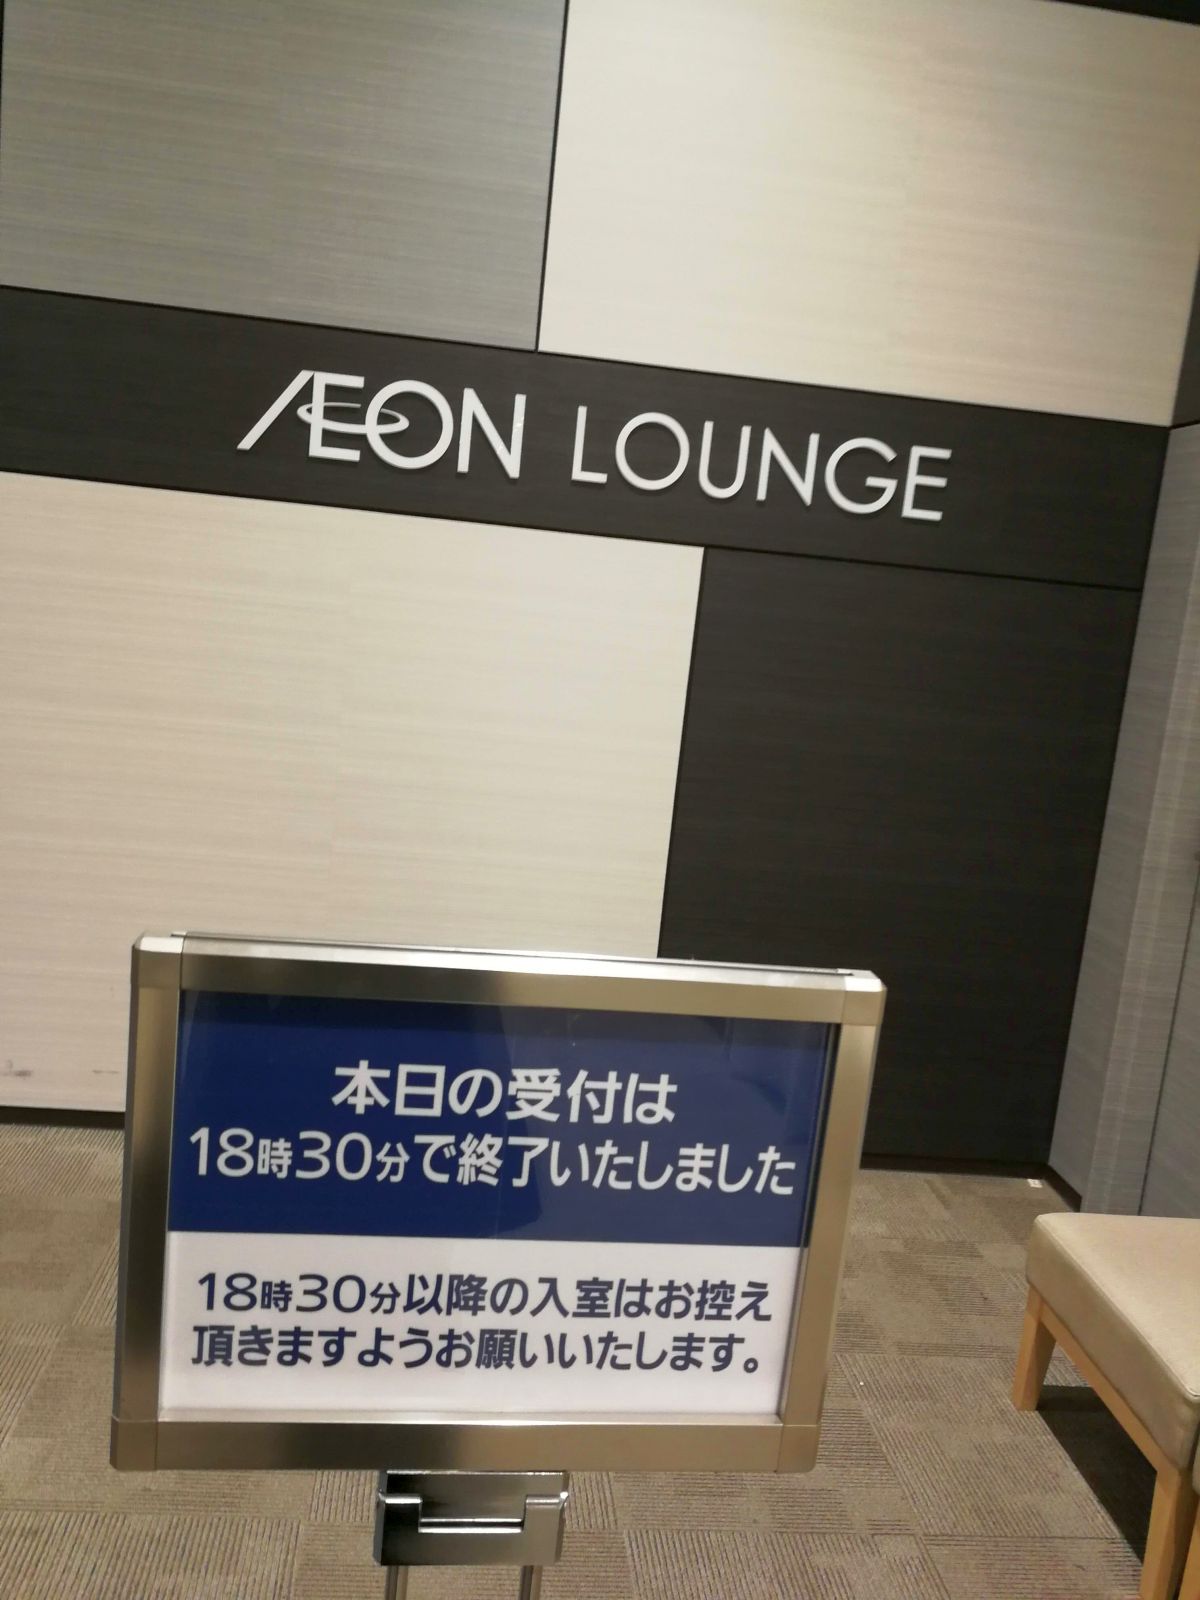 ÆON LOUNGE
本日の受付は
18時30分で終了いたしました
18時30分以降の入室はお控え
頂きますようお願いいたします。